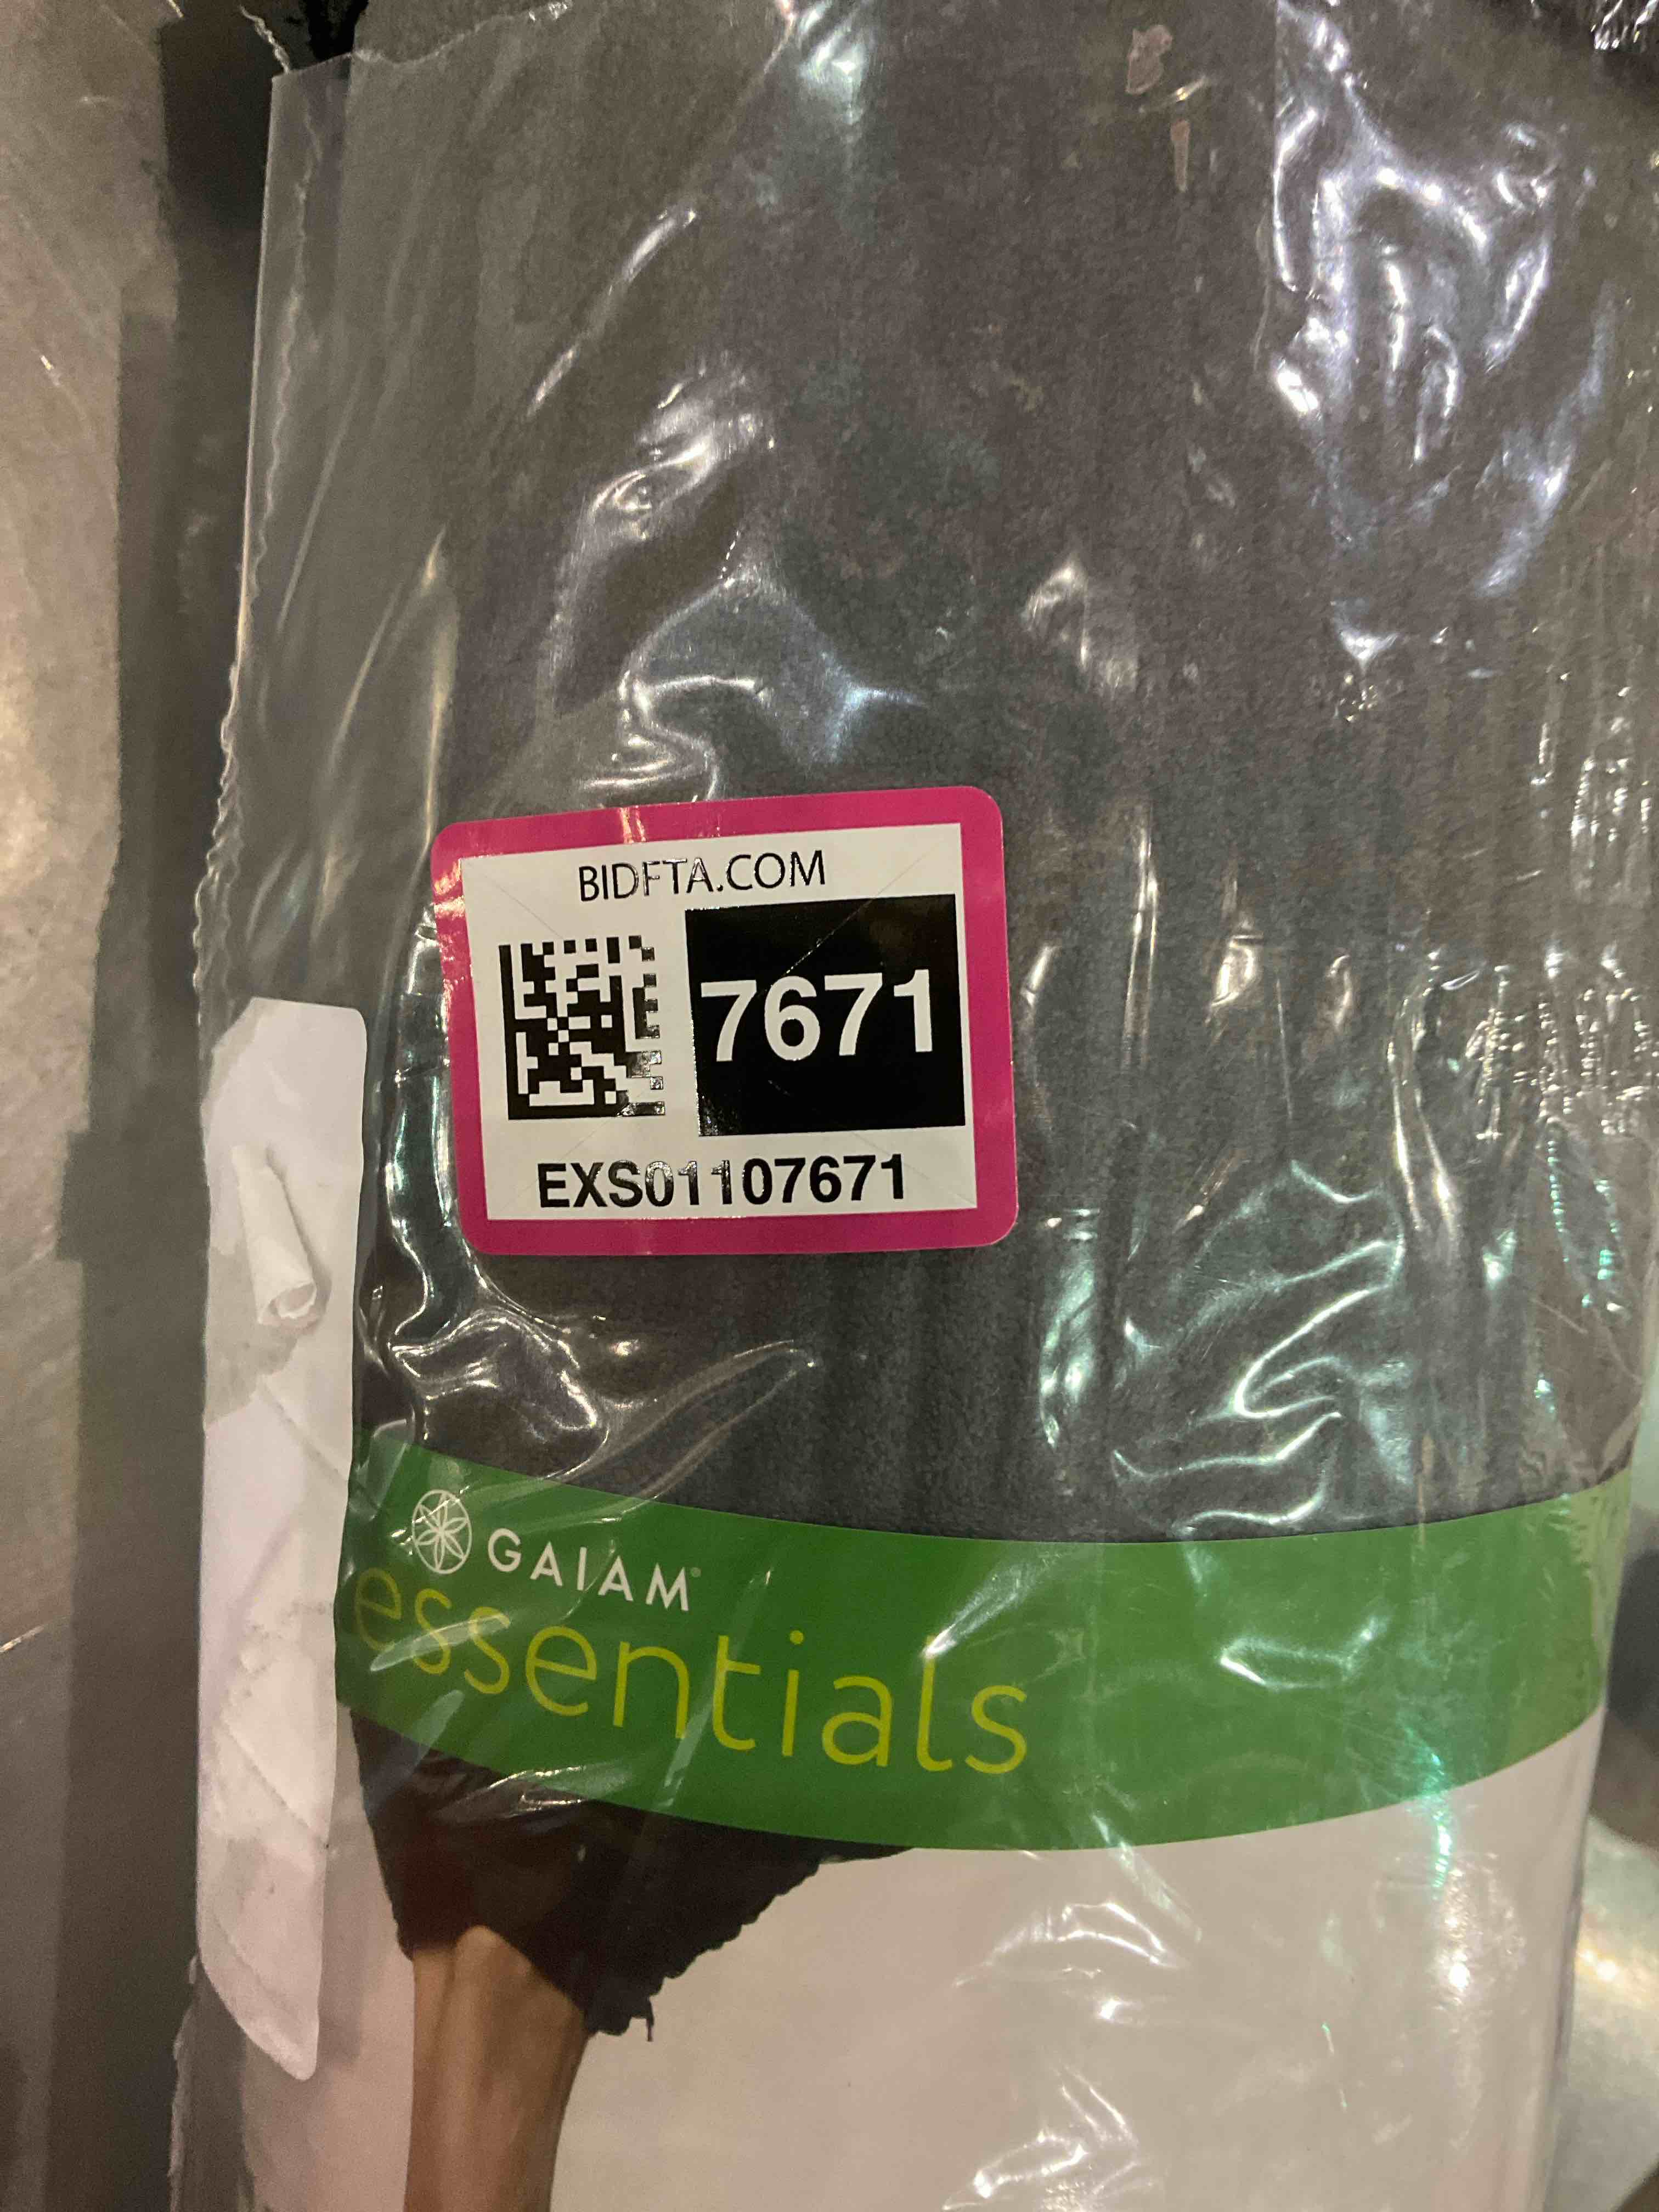 BIDFTA.COM
7671
EXS01107671
GAIAM®
essentials